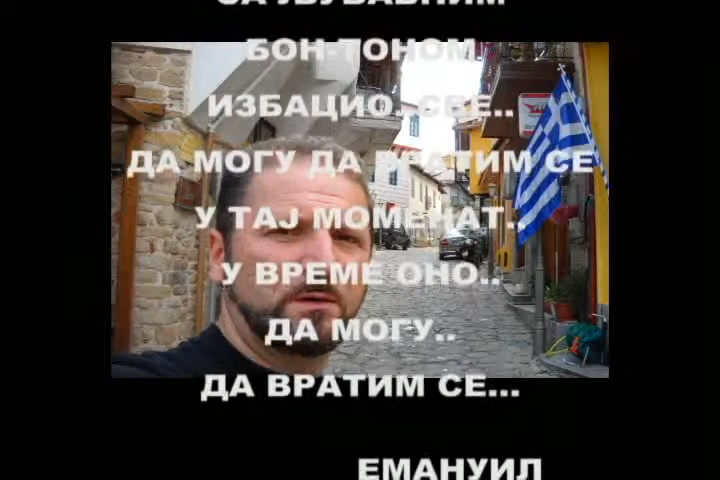 БОН-ТОНОМ
ИЗБАЦИО. СВЕ..
ДА МОГУ ДА ВРАТИМ СЕ
У ТАЈ МОМЕНАТ..
У ВРЕМЕ ОНО..
ДА МОГУ..
ДА ВРАТИМ СЕ...
ЕМАНУИЛ